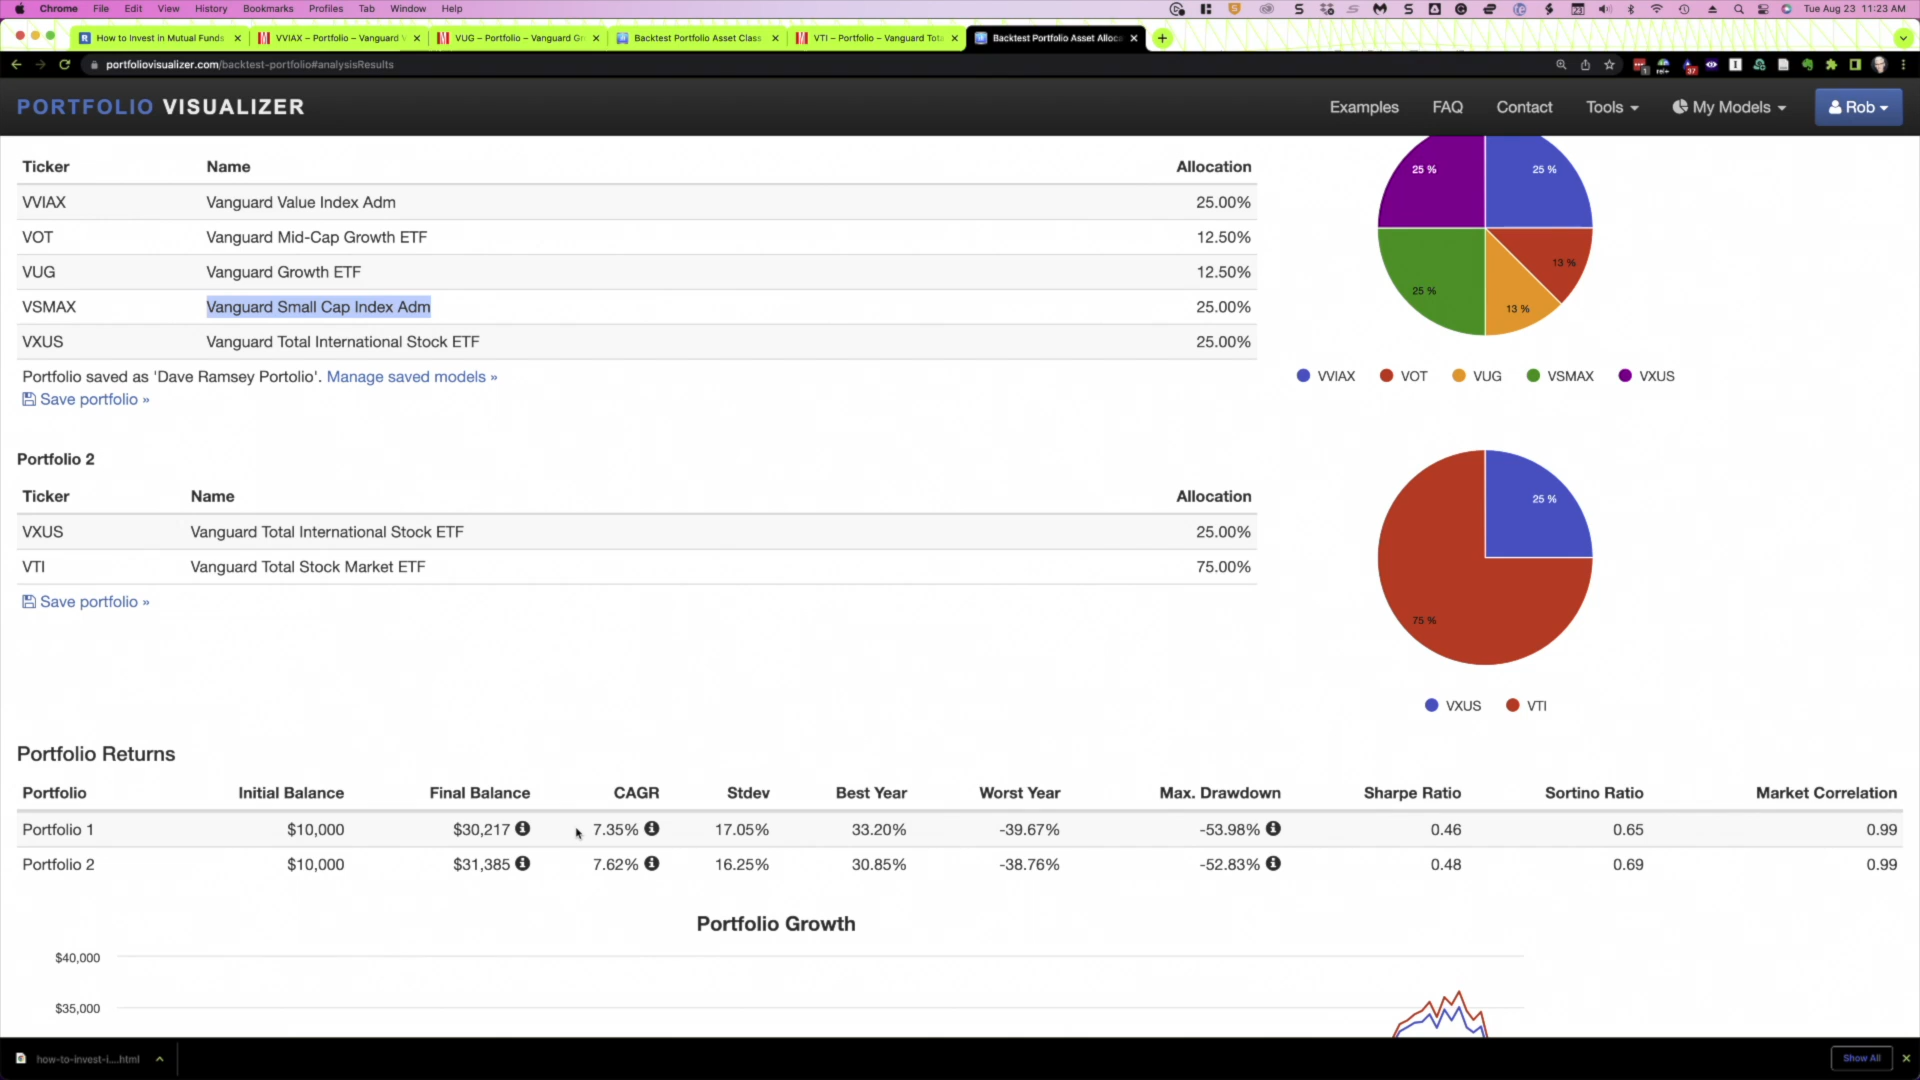 Chrome File Edit View History Bookmarks Profiles Tab Window Help Tue Aug 23 11:23 AM
How to Invest in Mutual Funds VVIAX – Portfolio – Vanguard VUG – Portfolio – Vanguard Backtest Portfolio Asset Class VTI – Portfolio – Vanguard Backtest Portfolio Asset
portfoliovisualizer.com/backtest-portfolio#analysisResults
PORTFOLIO VISUALIZER Examples FAQ Contact Tools My Models Rob
Ticker Name Allocation
VVIAX Vanguard Value Index Adm 25.00%
VOT Vanguard Mid-Cap Growth ETF 12.50%
VUG Vanguard Growth ETF 12.50%
VSMAX Vanguard Small Cap Index Adm 25.00%
VXUS Vanguard Total International Stock ETF 25.00%
25 % 25 %
13 %
25 %
13 %
VVIAX VOT VUG VSMAX VXUS
Portfolio saved as 'Dave Ramsey Portolio'. Manage saved models »
Save portfolio »
Portfolio 2
Ticker Name Allocation
VXUS Vanguard Total International Stock ETF 25.00%
VTI Vanguard Total Stock Market ETF 75.00%
Save portfolio »
25 %
75 %
VXUS VTI
Portfolio Returns
Portfolio Initial Balance Final Balance CAGR Stdev Best Year Worst Year Max. Drawdown Sharpe Ratio Sortino Ratio Market Correlation
Portfolio 1 $10,000 $30,217 7.35% 17.05% 33.20% -39.67% -53.98% 0.46 0.65 0.99
Portfolio 2 $10,000 $31,385 7.62% 16.25% 30.85% -38.76% -52.83% 0.48 0.69 0.99
Portfolio Growth
$40,000
$35,000
how-to-invest-i....html Show All